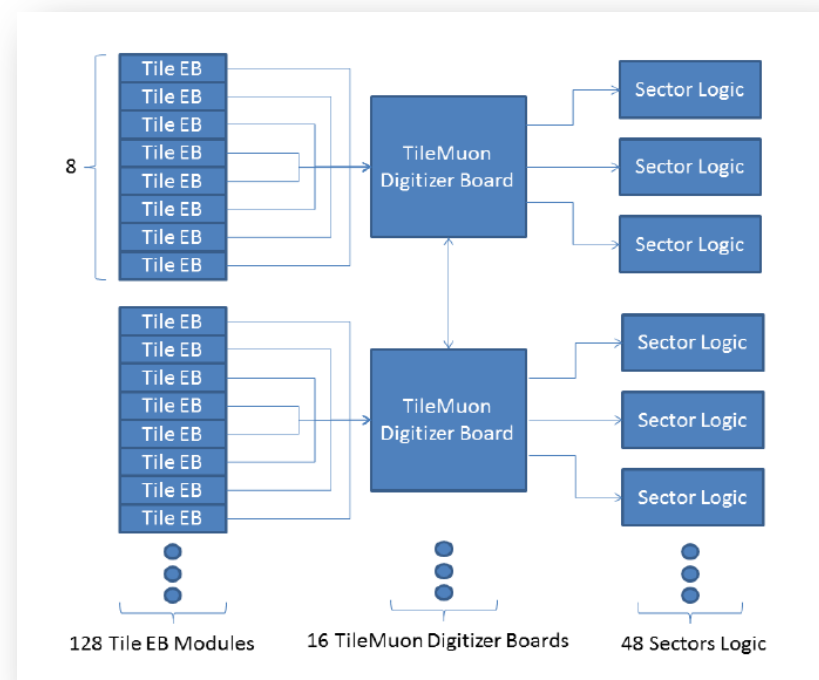 8
Tile EB
Tile EB
Tile EB
Tile EB
Tile EB
Tile EB
Tile EB
Tile EB
TileMuon
Digitizer Board
Sector Logic
Sector Logic
Sector Logic
Tile EB
Tile EB
Tile EB
Tile EB
Tile EB
Tile EB
Tile EB
Tile EB
TileMuon
Digitizer Board
Sector Logic
Sector Logic
Sector Logic
128 Tile EB Modules
16 TileMuon Digitizer Boards
48 Sectors Logic